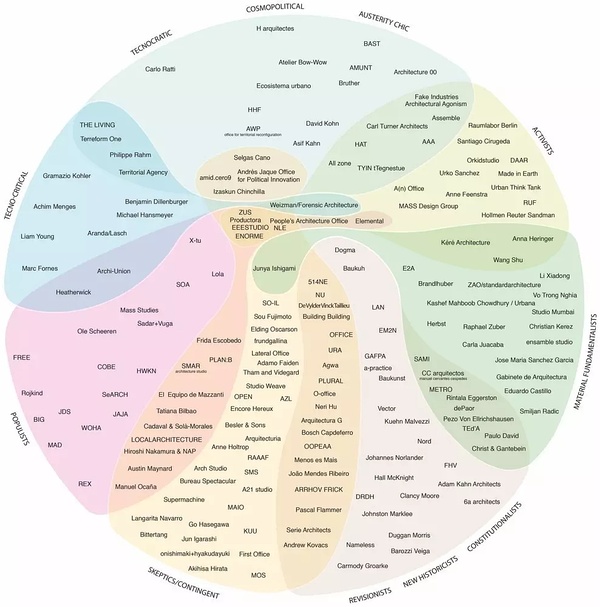 COSMOPOLITICAL
AUSTERITY CHIC
TECNOCRATIC
H arquitectes
BAST
Atelier Bow-Wow
AMUNT
Carlo Ratti
Architecture 00
Ecosistema urbano
Bruther
Fake Industries
Architectural Agonism
HHF
Assemble
THE LIVING
David Kohn
Carl Turner Architects
Raumlabor Berlin
AWP
office for territorial reconfiguration
ACTIVISTS
Terreform One
Asif Kahn
HAT
AAA
Santiago Cirugeda
Philippe Rahm
Selgas Cano
All zone
TYIN tTegnestue
Orkidstudio
DAAR
Territorial Agency
Andrés Jaque Office
for Political Innovation
Urko Sanchez
Made in Earth
Gramazio Kohler
amid.cero9
TECNO-CRITICAL
Izaskun Chinchilla
A(n) Office
Anne Feenstra
Urban Think Tank
Benjamin Dillenburger
Weizman/Forensic Architecture
MASS Design Group
RUF
Achim Menges
Michael Hansmeyer
ZUS
Hollmen Reuter Sandman
Productora
People's Architecture Office
Elemental
EEESTUDIO
NLE
Liam Young
Aranda/Lasch
ENORME
X-tu
Kéré Architecture
Anna Heringer
Dogma
Wang Shu
Marc Fornes
Archi-Union
Lola
Junya Ishigami
Baukuh
E2A
Li Xiadong
SOA
514NE
Brandlhuber
ZAO/standardarchitecture
Heatherwick
NU
Vo Trong Nghia
SO-IL
DeVylderVinckTaillieu
LAN
Kashef Mahboob Chowdhury / Urbana
Mass Studies
Sou Fujimoto
Building Building
Studio Mumbai
Sadar+Vuga
Herbst
Raphael Zuber
Christian Kerez
Ole Scheeren
Elding Oscarson
OFFICE
EM2N
Frida Escobedo
frundgallina
Carla Juacaba
ensamble studio
Lateral Office
URA
GAFPA
SAMI
FREE
PLAN:B
Adamo Faiden
Agwa
a-practice
Jose Maria Sanchez Garcia
COBE
HWKN
SMAR
architecture studio
Tham and Videgard
CC arquitectos
manuel cervantes cespedes
Baukunst
Gabinete de Arquitectura
PLURAL
Studio Weave
METRO
Eduardo Castillo
MATERIAL FUNDAMENTALISTS
Rojkind
SeARCH
El Equipo de Mazzanti
OPEN
AZL
O-office
Rintala Eggerston
JDS
JAJA
Tatiana Bilbao
Encore Hereux
Neri Hu
Vector
dePaor
Smiljan Radic
POPULISTS
BIG
WOHA
Cadaval & Solà-Morales
Besler & Sons
Arquitectura G
Kuehn Malvezzi
Pezo Von Ellrichshausen
TEd'A
MAD
LOCALARCHITECTURE
Arquitecturia
Bosch Capdeferro
Nord
Paulo David
Hiroshi Nakamura & NAP
Anne Holtrop
OOPEAA
Christ & Gantebein
RAAAF
Menos es Mais
Johannes Norlander
Austin Maynard
Arch Studio
SMS
João Mendes Ribeiro
FHV
REX
Manuel Ocaña
Bureau Spectacular
Hall McKnight
Adam Kahn Architects
A21 studio
ARRHOV FRICK
DRDH
Clancy Moore
6a architects
Supermachine
MAIO
Pascal Flammer
Johnston Marklee
CONSTITUTIONALISTS
Langarita Navarro
Go Hasegawa
KUU
Serie Architects
Duggan Morris
Bittertang
Jun Igarashi
Andrew Kovacs
Nameless
Barozzi Veiga
onishimaki+hyakudayuki
First Office
Carmody Groarke
NEW HISTORICISTS
Akihisa Hirata
MOS
SKEPTICS/CONTINGENT
REVISIONISTS